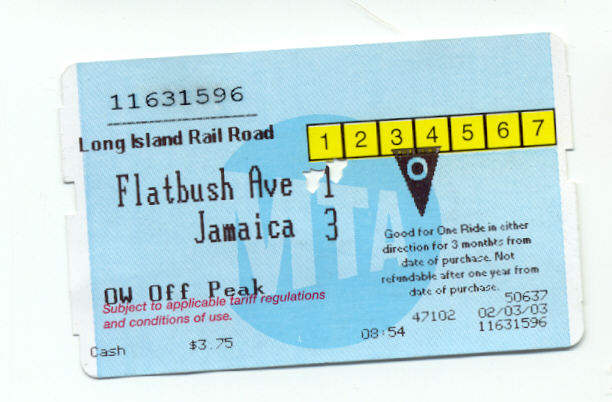 11631596
Long Island Rail Road
1 2 3 4 5 6 7
Flatbush Ave 1
Jamaica 3
MTA
O
Good for One Ride in either
direction for 3 monthts from
date of purchase. Not
refundable after one year from
date of purchase.
OW Off Peak
Subject to applicable tariff regulations
and conditions of use.
50637
47102 02/03/03
Cash $3.75 08:54 11631596